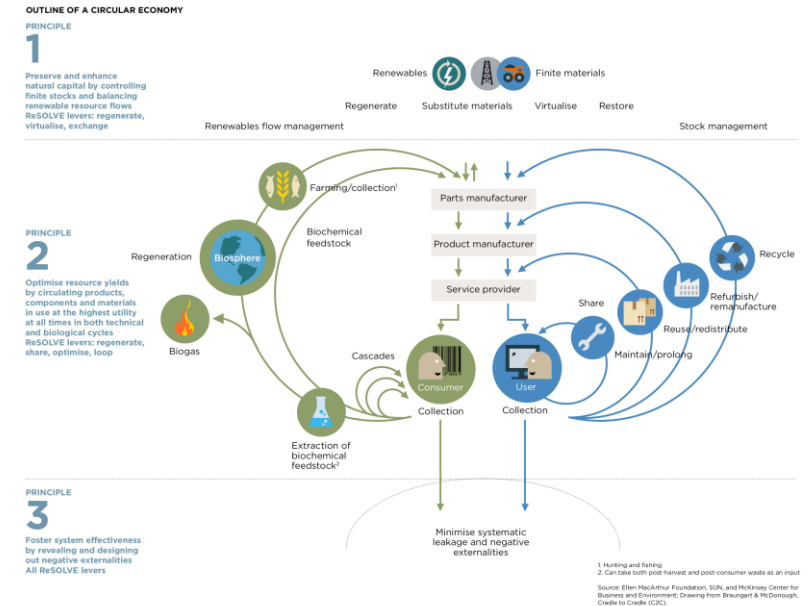 OUTLINE OF A CIRCULAR ECONOMY
PRINCIPLE
1
Preserve and enhance
natural capital by controlling
finite stocks and balancing
renewable resource flows
ReSOLVE levers: regenerate,
virtualise, exchange
Renewables
Finite materials
Regenerate
Substitute materials
Virtualise
Restore
Renewables flow management
Stock management
PRINCIPLE
2
Optimise resource yields
by circulating products,
components and materials
in use at the highest utility
at all times in both technical
and biological cycles
ReSOLVE levers: regenerate,
share, optimise, loop
Farming/collection1
Biochemical
feedstock
Regeneration
Biosphere
Biogas
Cascades
Extraction of
biochemical
feedstock2
Parts manufacturer
Product manufacturer
Service provider
Consumer
Collection
User
Collection
Share
Maintain/prolong
Reuse/redistribute
Refurbish/
remanufacture
Recycle
PRINCIPLE
3
Foster system effectiveness
by revealing and designing
out negative externalities
All ReSOLVE levers
Minimise systematic
leakage and negative
externalities
1. Hunting and fishing
2. Can take both post-harvest and post-consumer waste as an input
Source: Ellen MacArthur Foundation, SUN, and McKinsey Center for
Business and Environment; Drawing from Braungart & McDonough,
Cradle to Cradle (C2C).